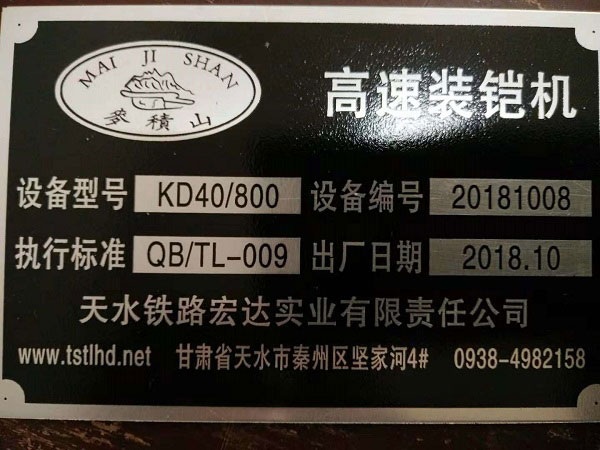 MAI JI SHAN
麥積山
高速装铠机
设备型号 KD40/800 设备编号 20181008
执行标准 QB/TL-009 出厂日期 2018.10
天水铁路宏达实业有限责任公司
www.tstlhd.net 甘肃省天水市秦州区坚家河4# 0938-4982158